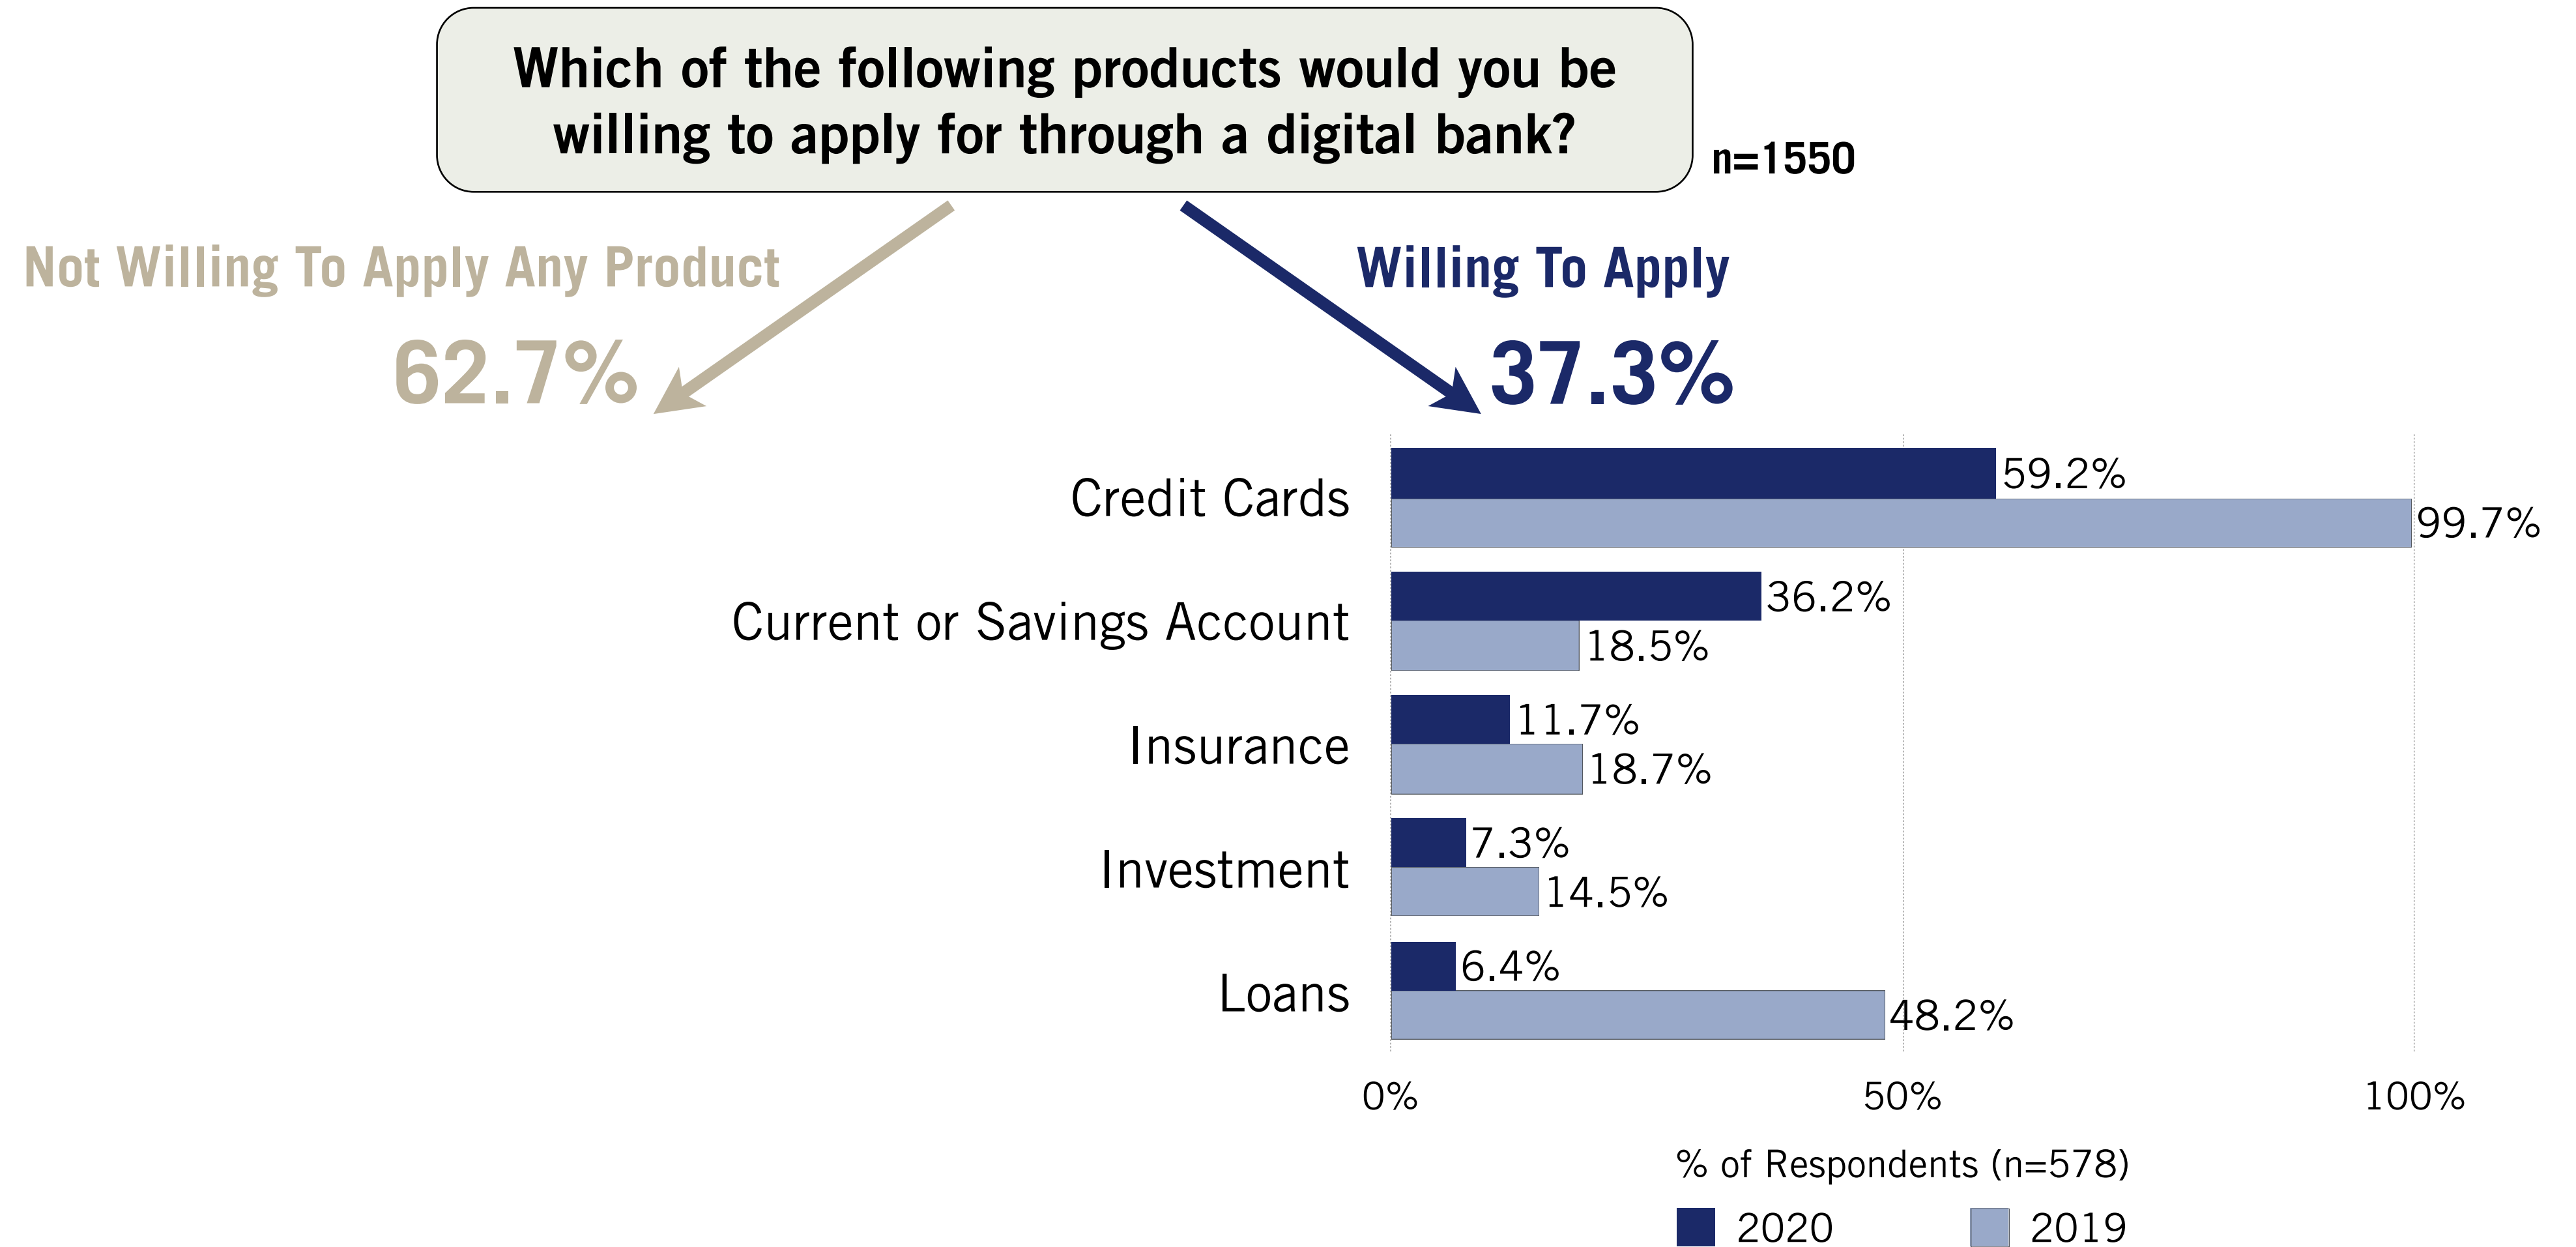 Which of the following products would you be
willing to apply for through a digital bank?
n=1550
Not Willing To Apply Any Product
62.7%
Willing To Apply
37.3%
Credit Cards
59.2%
99.7%
Current or Savings Account
36.2%
18.5%
Insurance
11.7%
18.7%
Investment
7.3%
14.5%
Loans
6.4%
48.2%
0%
50%
100%
% of Respondents (n=578)
2020
2019